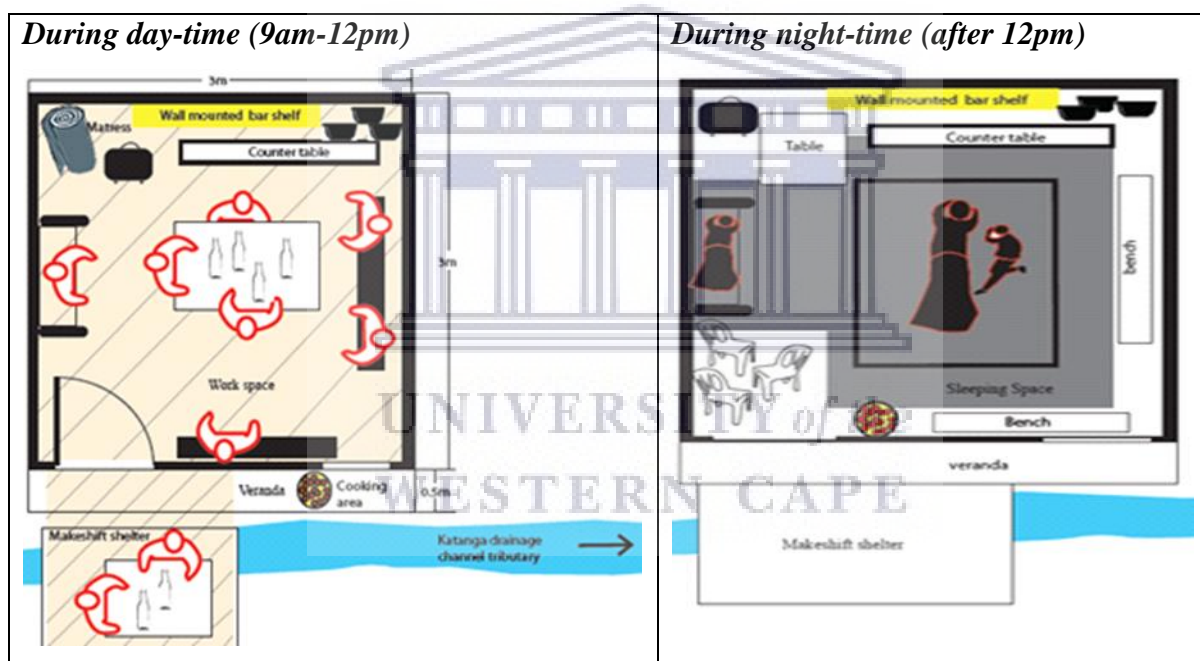 During day-time (9am-12pm)
3m
Matress
Wall mounted bar shelf
Counter table
3m
Work space
Veranda
Cooking
area
0.5m
Makeshift shelter
Katanga drainage
channel tributary
During night-time (after 12pm)
Wall mounted bar shelf
Counter table
Table
bench
Sleeping Space
Bench
veranda
Makeshift shelter
UNIVERSITY of the
WESTERN CAPE